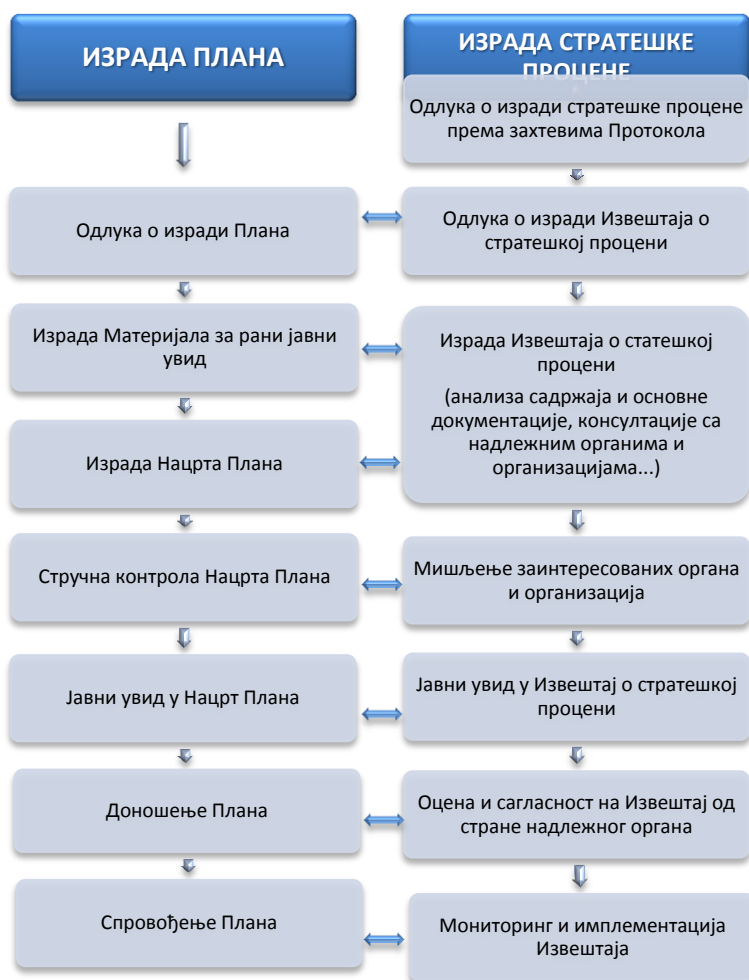 ИЗРАДА ПЛАНА
ИЗРАДА СТРАТЕШКЕ
ПРОЦЕНЕ
Одлука о изради стратешке процене
према захтевима Протокола
Одлука о изради Плана
Одлука о изради Извештаја о
стратешкој процени
Израда Материјала за рани јавни
увид
Израда Извештаја о статешкој
процени
(анализа садржаја и основне
документације, консултације са
надлежним органима и
организацијама...)
Израда Нацрта Плана
Стручна контрола Нацрта Плана
Мишљење заинтересованих органа
и организација
Јавни увид у Нацрт Плана
Јавни увид у Извештај о стратешкој
процени
Доношење Плана
Оцена и сагласност на Извештај од
стране надлежног органа
Спровођење Плана
Мониторинг и имплементација
Извештаја